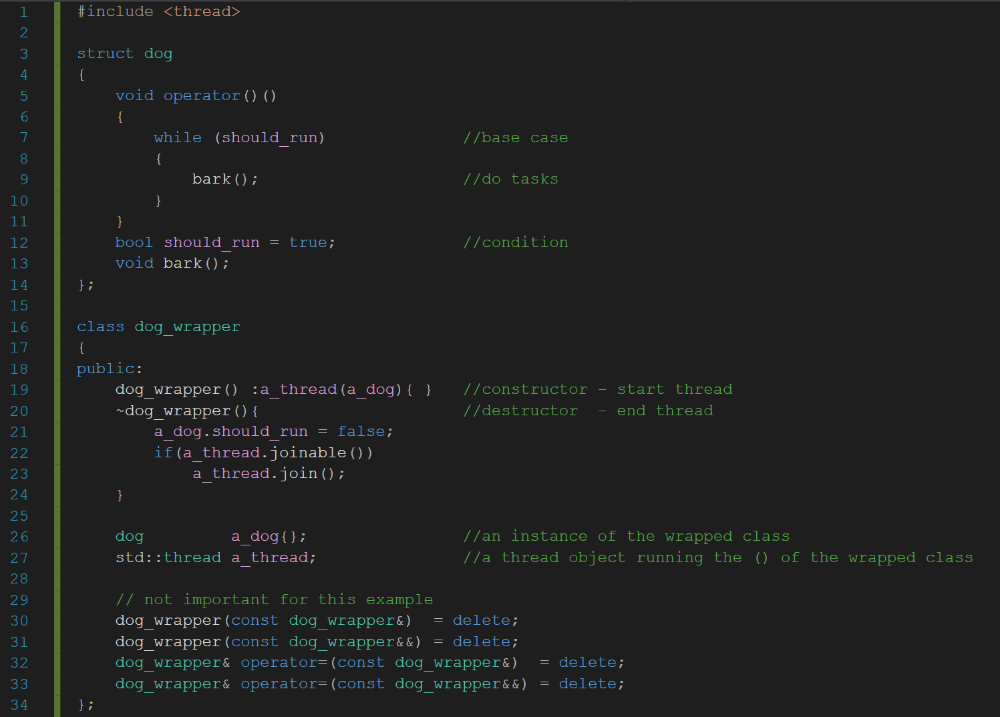 1 #include <thread>
2
3 struct dog
4 {
5     void operator()()
6     {
7         while (should_run)              //base case
8         {
9             bark();                     //do tasks
10         }
11     }
12     bool should_run = true;             //condition
13     void bark();
14 };
15
16 class dog_wrapper
17 {
18 public:
19     dog_wrapper() :a_thread(a_dog){ }   //constructor - start thread
20     ~dog_wrapper(){                     //destructor  - end thread
21         a_dog.should_run = false;
22         if(a_thread.joinable())
23             a_thread.join();
24     }
25
26     dog         a_dog{};                //an instance of the wrapped class
27     std::thread a_thread;               //a thread object running the () of the wrapped class
28
29     // not important for this example
30     dog_wrapper(const dog_wrapper&)  = delete;
31     dog_wrapper(const dog_wrapper&&) = delete;
32     dog_wrapper& operator=(const dog_wrapper&)  = delete;
33     dog_wrapper& operator=(const dog_wrapper&&) = delete;
34 };